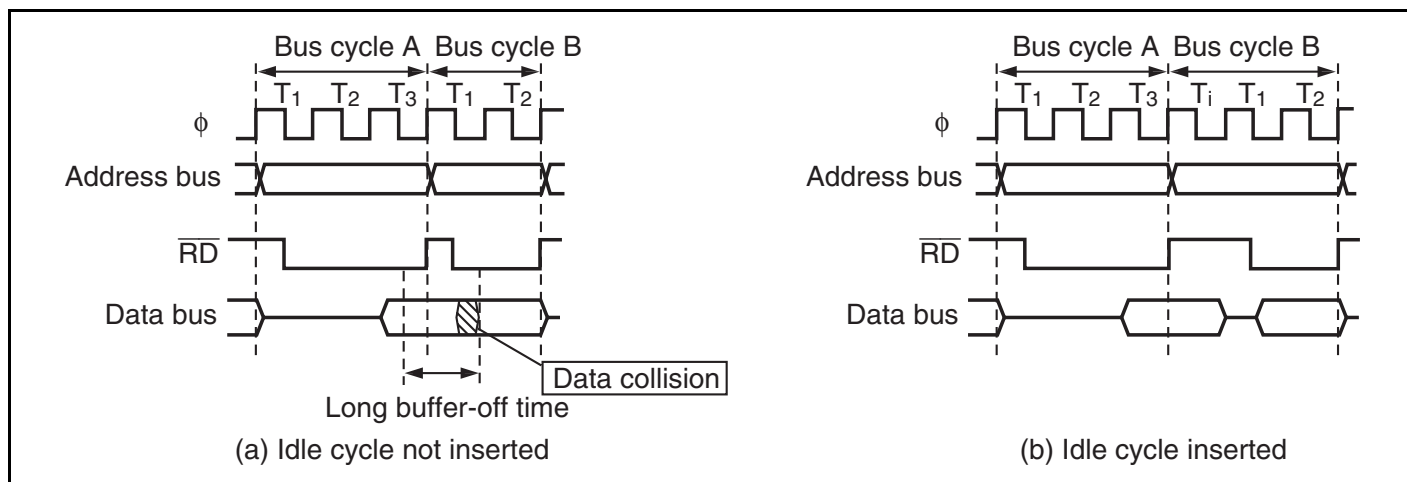 Bus cycle A Bus cycle B
T1 T2 T3 T1 T2
φ
Address bus
RD
Data bus
Data collision
Long buffer-off time
(a) Idle cycle not inserted
Bus cycle A Bus cycle B
T1 T2 T3 Ti T1 T2
φ
Address bus
RD
Data bus
(b) Idle cycle inserted